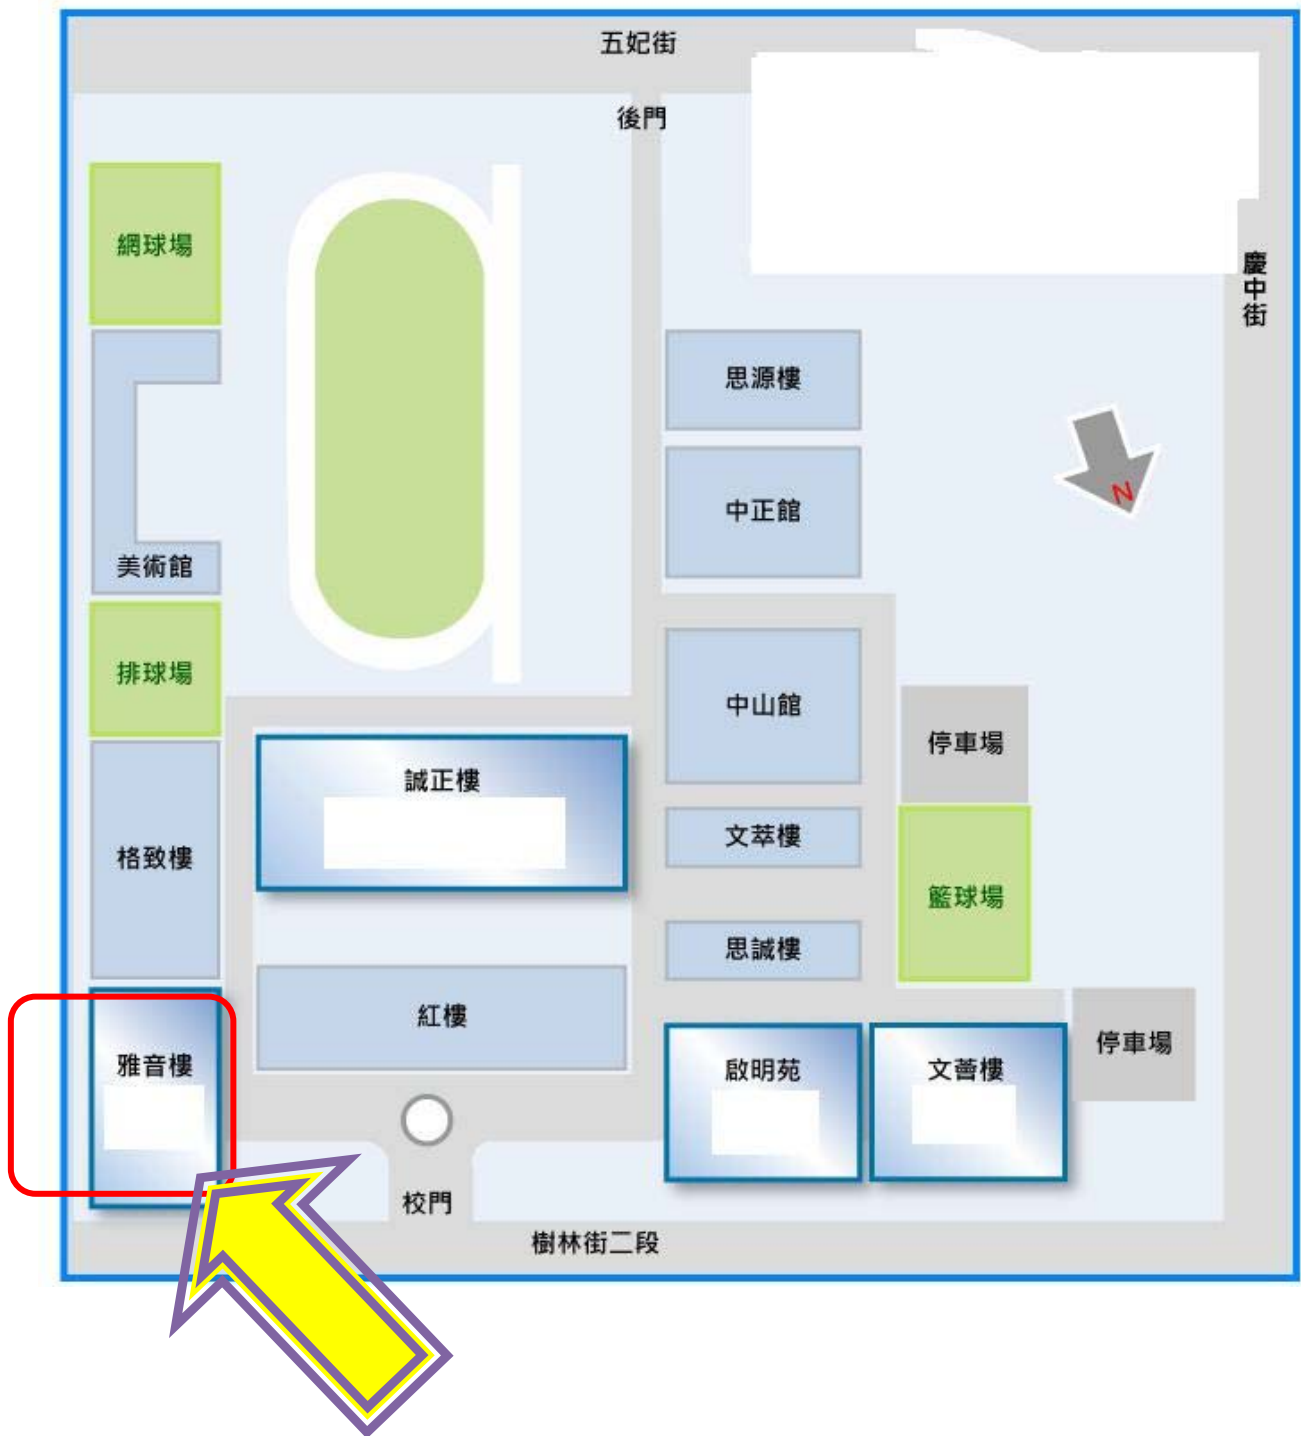 五妃街
後門
網球場
慶中街
思源樓
中正館
N
美術館
排球場
中山館
停車場
誠正樓
文萃樓
格致樓
籃球場
思誠樓
紅樓
停車場
雅音樓
啟明苑
文薈樓
校門
樹林街二段